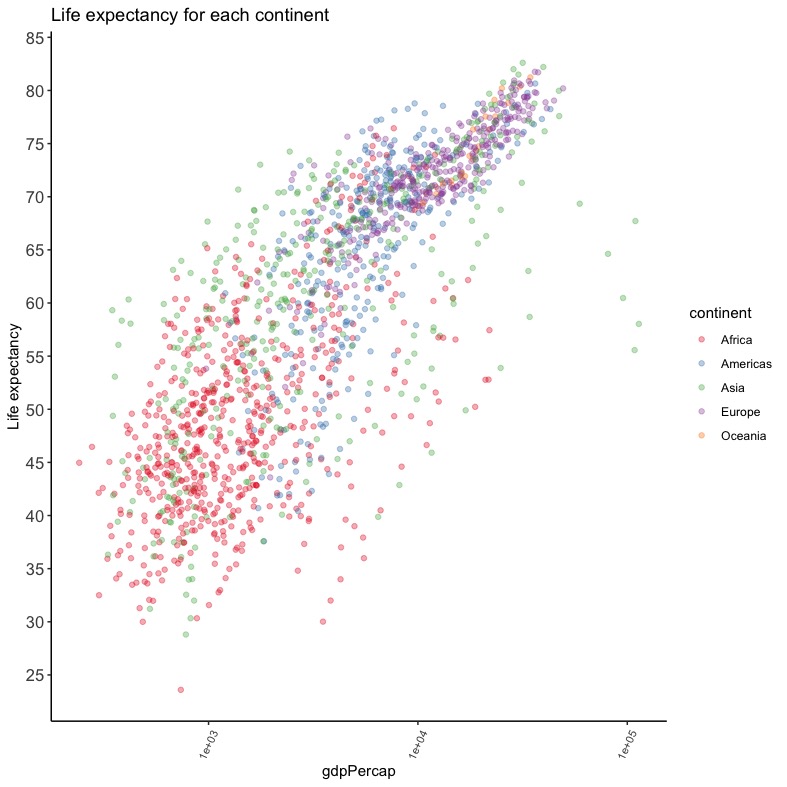 Life expectancy for each continent
85
80
75
70
65
60
55
50
45
40
35
30
25
Life expectancy
1e+03
1e+04
1e+05
gdpPercap
continent
Africa
Americas
Asia
Europe
Oceania